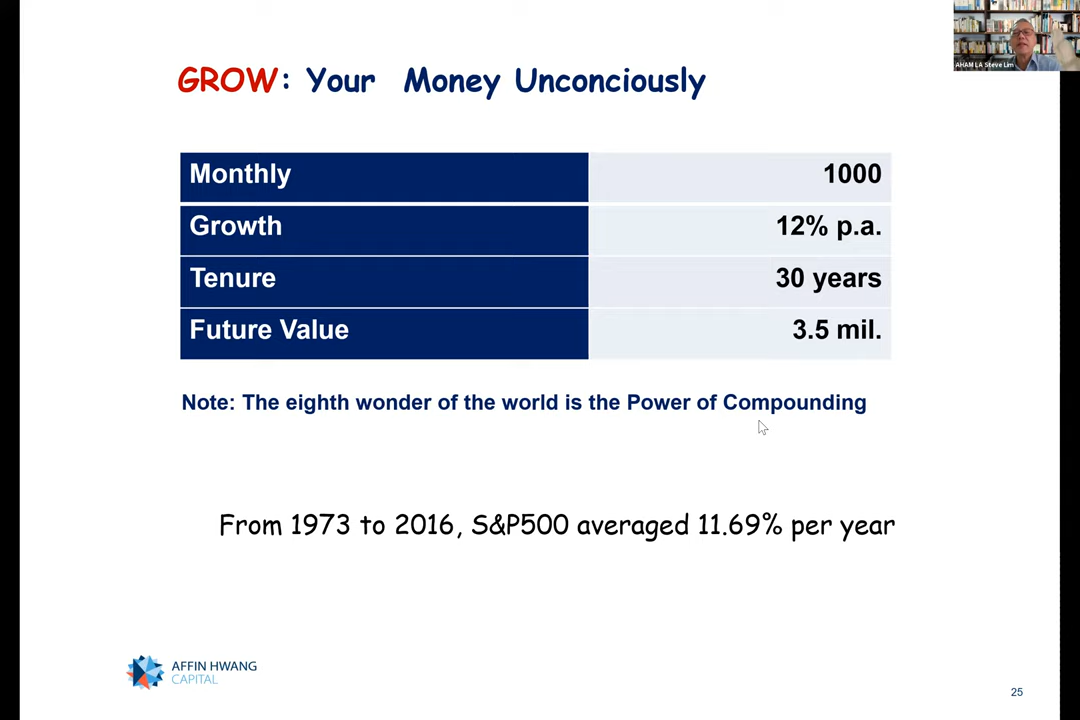 AHAM LA Steve Lim
GROW: Your Money Unconciously
Monthly 1000
Growth 12% p.a.
Tenure 30 years
Future Value 3.5 mil.
Note: The eighth wonder of the world is the Power of Compounding
From 1973 to 2016, S&P500 averaged 11.69% per year
AFFIN HWANG
CAPITAL
25